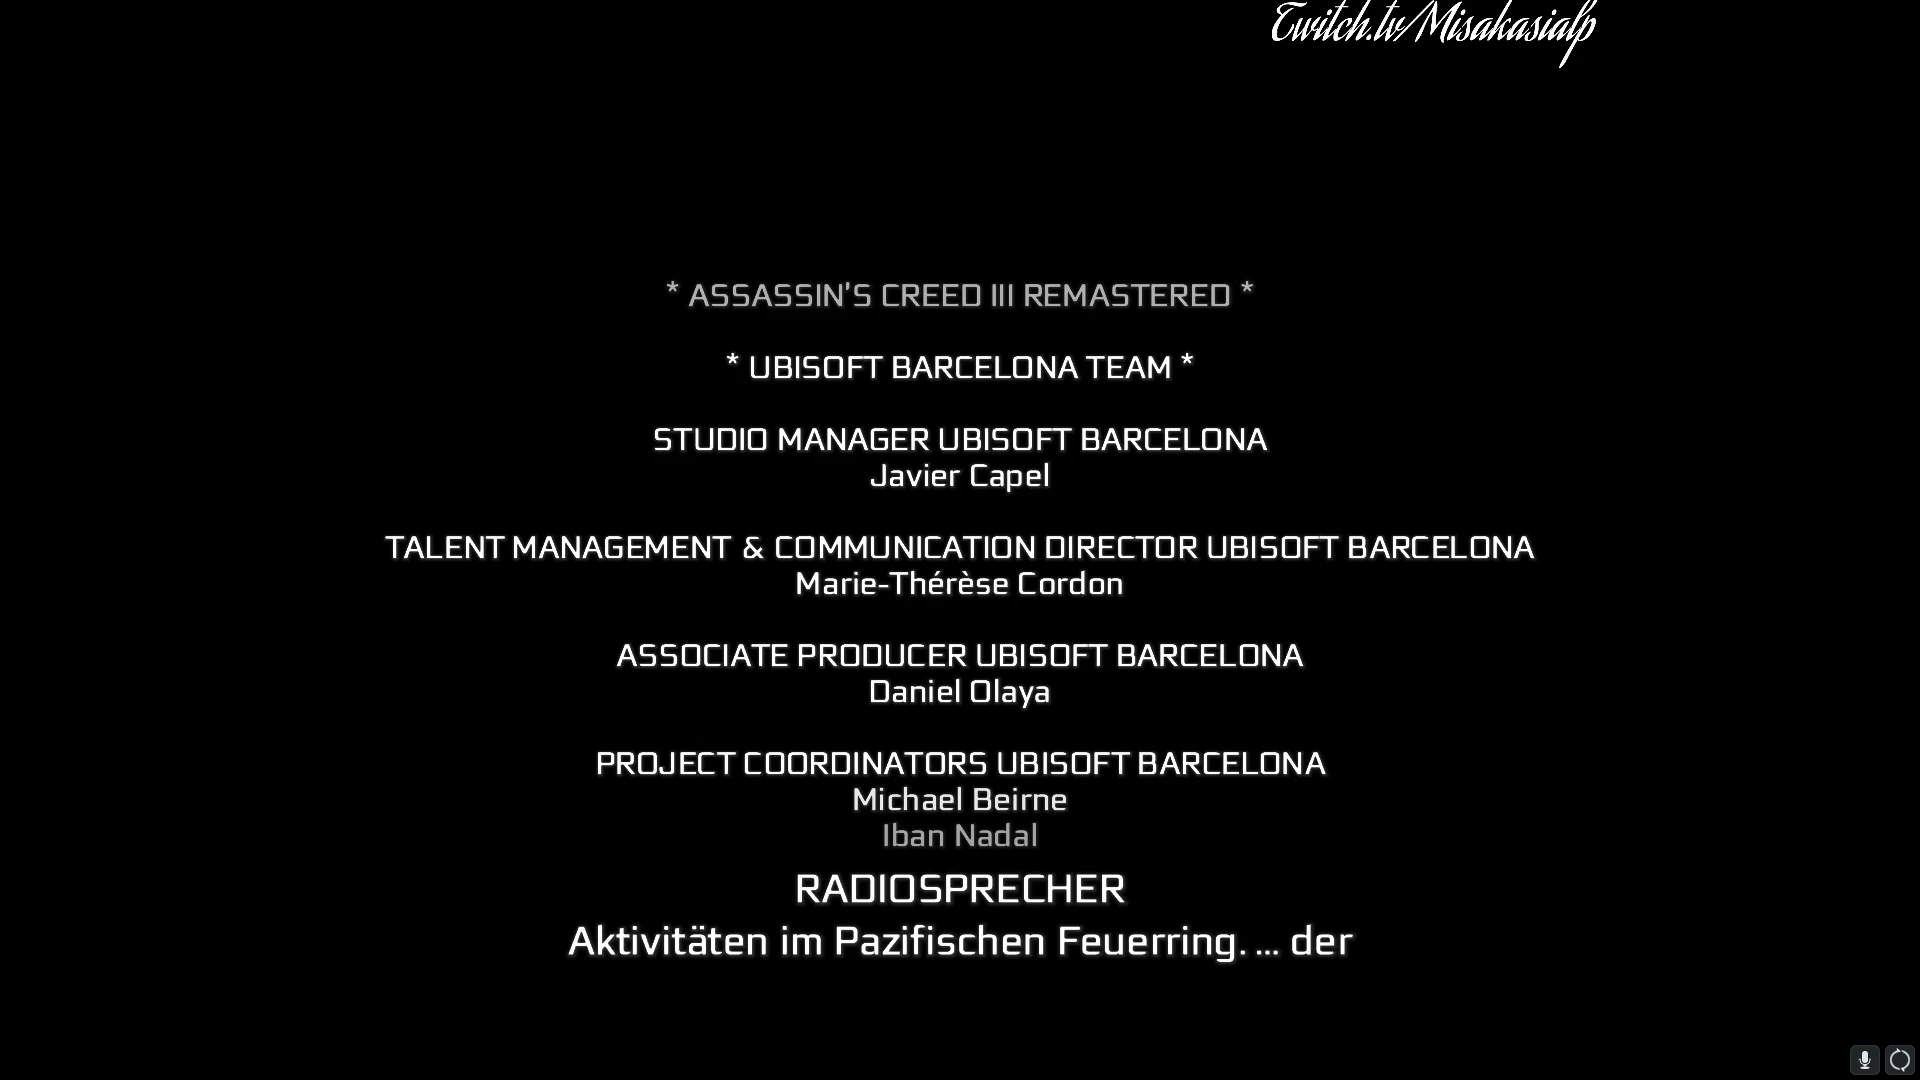 Twitch.tv/Misakasialp
* ASSASSIN'S CREED III REMASTERED *
* UBISOFT BARCELONA TEAM *
STUDIO MANAGER UBISOFT BARCELONA
Javier Capel
TALENT MANAGEMENT & COMMUNICATION DIRECTOR UBISOFT BARCELONA
Marie-Thérèse Cordon
ASSOCIATE PRODUCER UBISOFT BARCELONA
Daniel Olaya
PROJECT COORDINATORS UBISOFT BARCELONA
Michael Beirne
Iban Nadal
RADIOSPRECHER
Aktivitäten im Pazifischen Feuerring. ... der